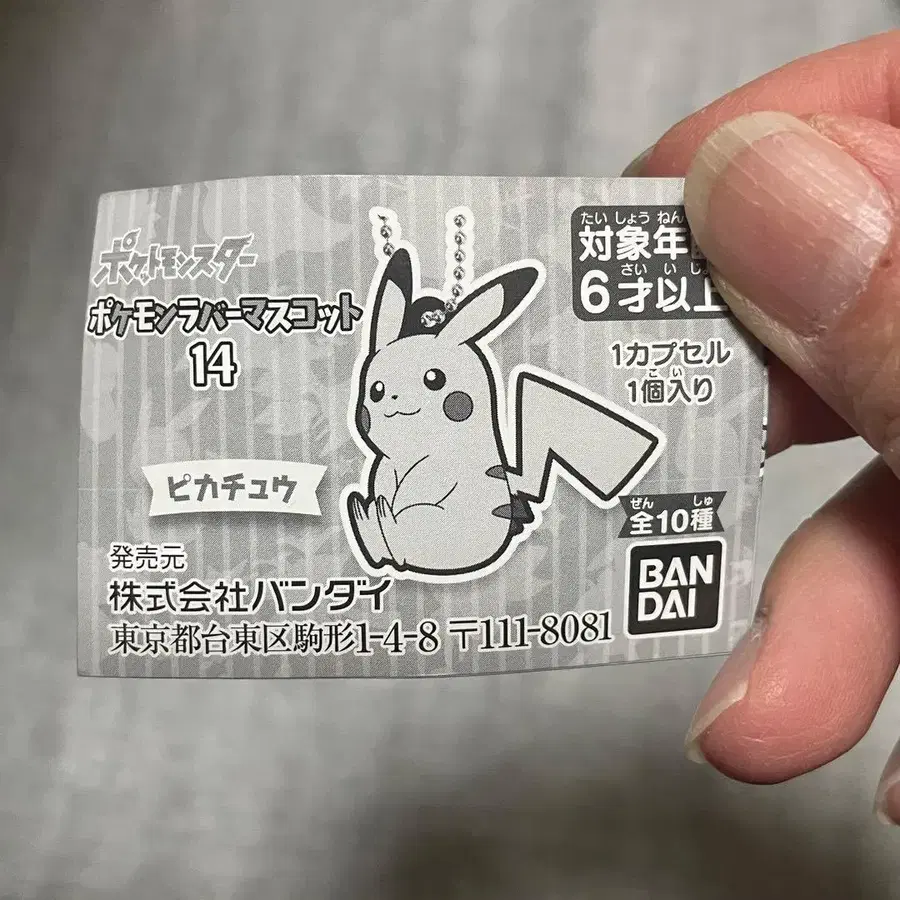 ポケットモンスター
ポケモンラバーマスコット
14
ピカチュウ
たいしょうねん
対象年
さいいじ
6才以上
1カプセル
こい
1個入り
ぜん しゅ
全10種
BAN
DAI
発売元
株式会社バンダイ
東京都台東区駒形1-4-8 〒111-8081